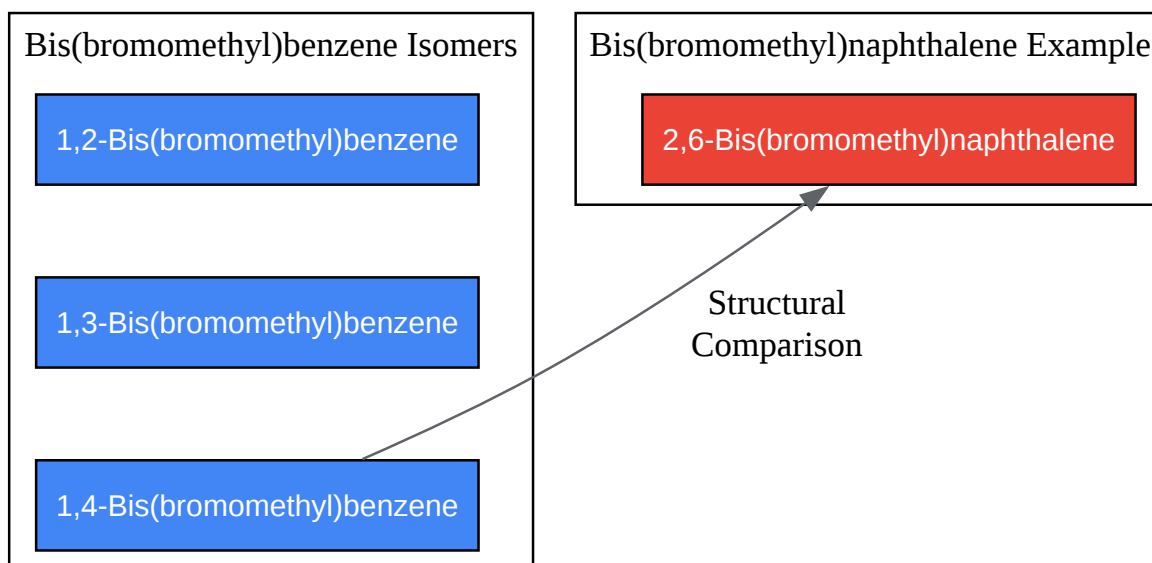 Bis(bromomethyl)benzene Isomers
1,2-Bis(bromomethyl)benzene
1,3-Bis(bromomethyl)benzene
1,4-Bis(bromomethyl)benzene
Bis(bromomethyl)naphthalene Example
2,6-Bis(bromomethyl)naphthalene
Structural
Comparison